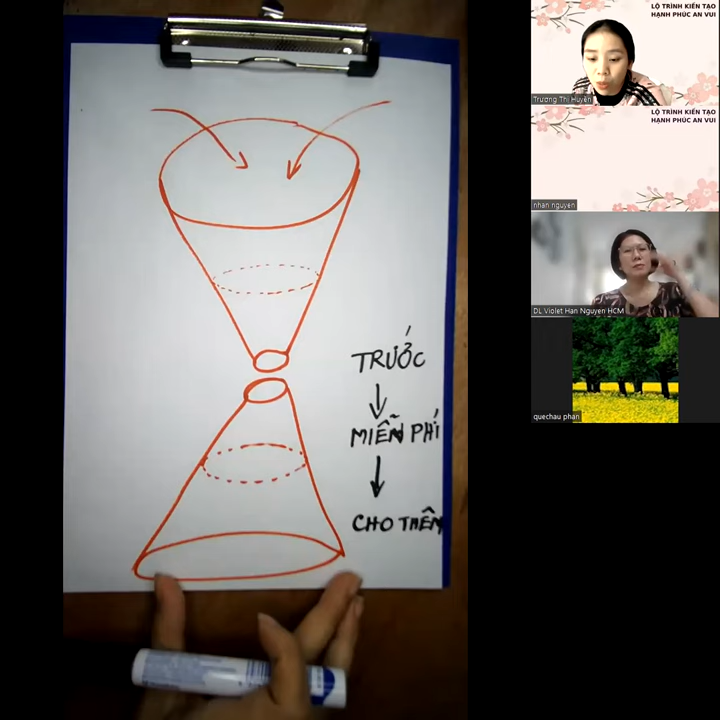 TRƯỚC
MIỄN PHÍ
CHO THÊM
LỘ TRÌNH KIẾN TẠO
HẠNH PHÚC AN VUI
Trương Thị Huyền
LỘ TRÌNH KIẾN TẠO
HẠNH PHÚC AN VUI
nhàn nguyen
DL Violet Han Nguyen HCM
quechau phan